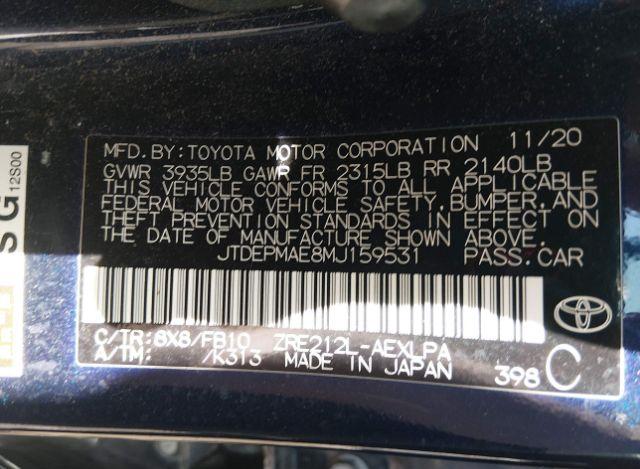 MFD.BY:TOYOTA MOTOR CORPORATION 11/20
GVWR 3935LB GAWR FR 2315LB RR 2140LB
THIS VEHICLE CONFORMS TO ALL APPLICABLE
FEDERAL MOTOR VEHICLE SAFETY,BUMPER,AND
THEFT PREVENTION STANDARDS IN EFFECT ON
THE DATE OF MANUFACTURE SHOWN ABOVE.
JTDEPMAE8MJ159531 PASS.CAR
C/TR:8X8/FB10 ZRE212L-AEXLPA
A/TM: /K313 MADE IN JAPAN 398 C
SG
12S00